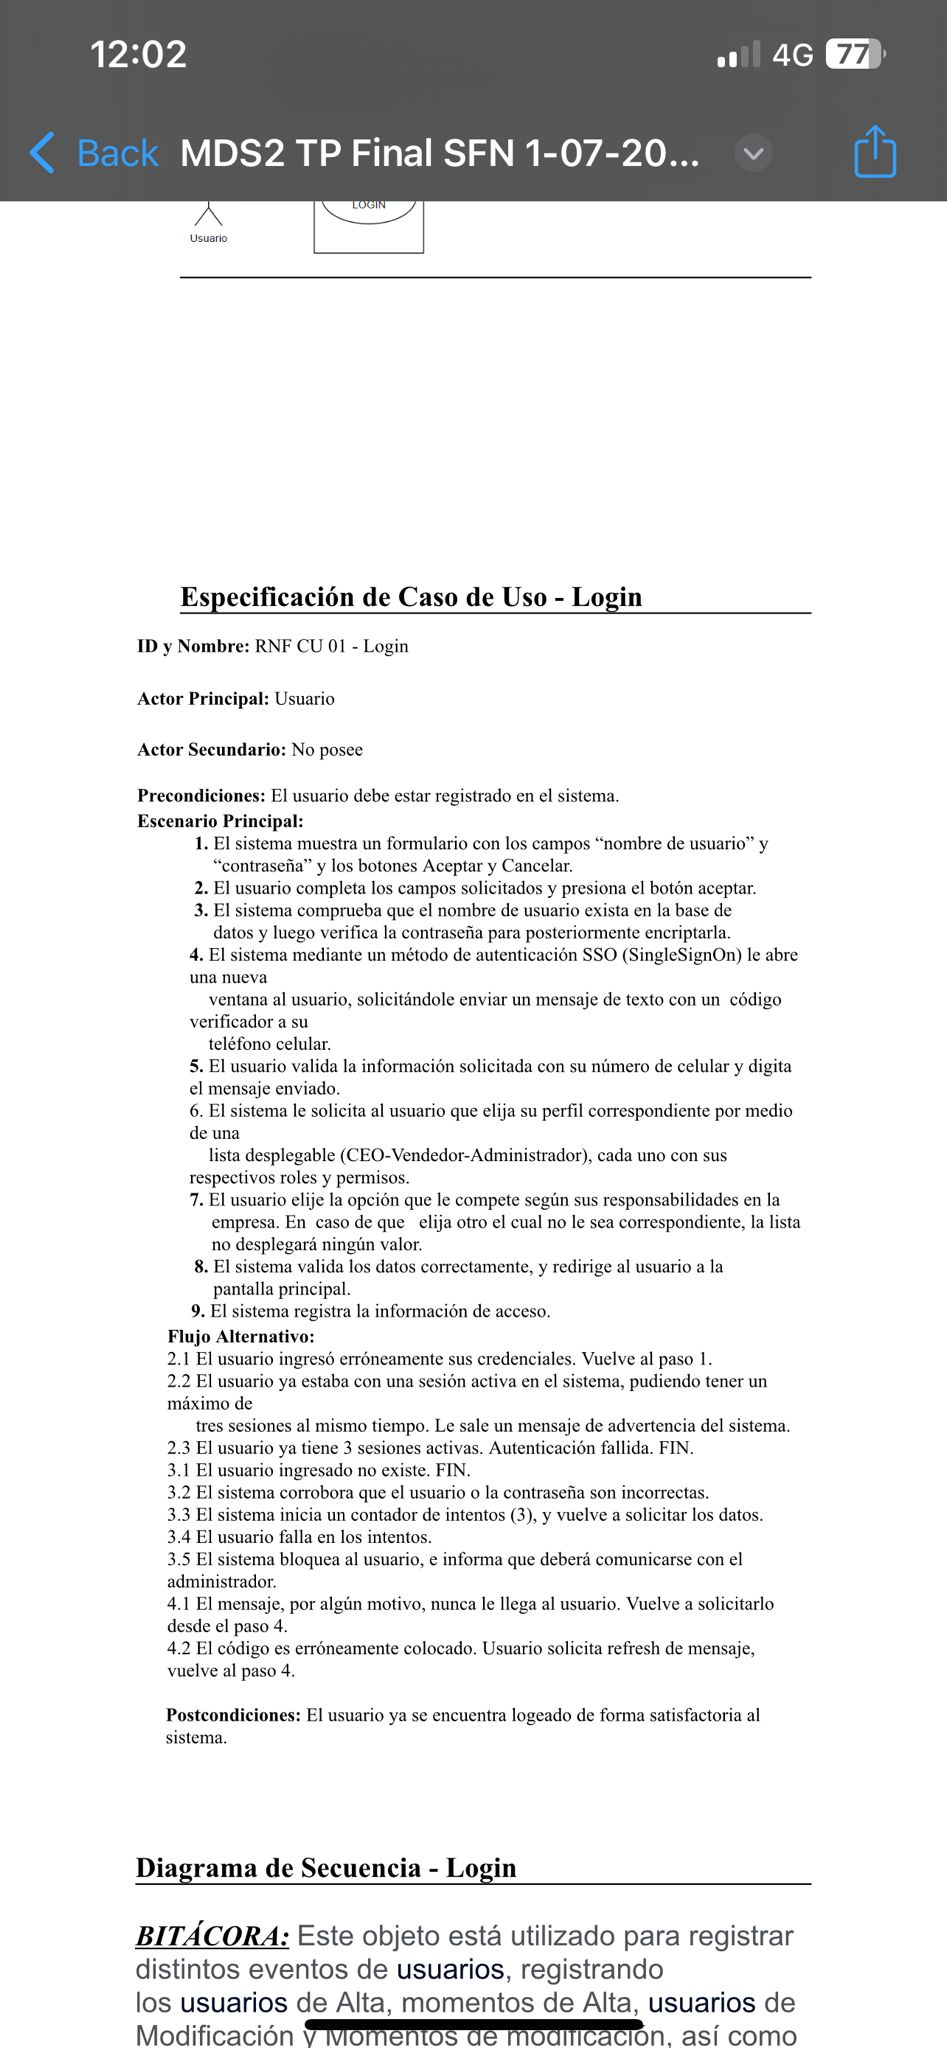 12:02
4G 77
Back MDS2 TP Final SFN 1-07-20...
LOGIN
Usuario
Especificación de Caso de Uso - Login
ID y Nombre: RNF CU 01 - Login
Actor Principal: Usuario
Actor Secundario: No posee
Precondiciones: El usuario debe estar registrado en el sistema.
Escenario Principal:
1. El sistema muestra un formulario con los campos “nombre de usuario” y
“contraseña” y los botones Aceptar y Cancelar.
2. El usuario completa los campos solicitados y presiona el botón aceptar.
3. El sistema comprueba que el nombre de usuario exista en la base de
datos y luego verifica la contraseña para posteriormente encriptarla.
4. El sistema mediante un método de autenticación SSO (SingleSignOn) le abre
una nueva
ventana al usuario, solicitándole enviar un mensaje de texto con un código
verificador a su
teléfono celular.
5. El usuario valida la información solicitada con su número de celular y digita
el mensaje enviado.
6. El sistema le solicita al usuario que elija su perfil correspondiente por medio
de una
lista desplegable (CEO-Vendedor-Administrador), cada uno con sus
respectivos roles y permisos.
7. El usuario elije la opción que le compete según sus responsabilidades en la
empresa. En caso de que elija otro el cual no le sea correspondiente, la lista
no desplegará ningún valor.
8. El sistema valida los datos correctamente, y redirige al usuario a la
pantalla principal.
9. El sistema registra la información de acceso.
Flujo Alternativo:
2.1 El usuario ingresó erróneamente sus credenciales. Vuelve al paso 1.
2.2 El usuario ya estaba con una sesión activa en el sistema, pudiendo tener un
máximo de
tres sesiones al mismo tiempo. Le sale un mensaje de advertencia del sistema.
2.3 El usuario ya tiene 3 sesiones activas. Autenticación fallida. FIN.
3.1 El usuario ingresado no existe. FIN.
3.2 El sistema corrobora que el usuario o la contraseña son incorrectas.
3.3 El sistema inicia un contador de intentos (3), y vuelve a solicitar los datos.
3.4 El usuario falla en los intentos.
3.5 El sistema bloquea al usuario, e informa que deberá comunicarse con el
administrador.
4.1 El mensaje, por algún motivo, nunca le llega al usuario. Vuelve a solicitarlo
desde el paso 4.
4.2 El código es erróneamente colocado. Usuario solicita refresh de mensaje,
vuelve al paso 4.
Postcondiciones: El usuario ya se encuentra logeado de forma satisfactoria al
sistema.
Diagrama de Secuencia - Login
BITÁCORA: Este objeto está utilizado para registrar
distintos eventos de usuarios, registrando
los usuarios de Alta, momentos de Alta, usuarios de
Modificación y Momentos de modificación, así como